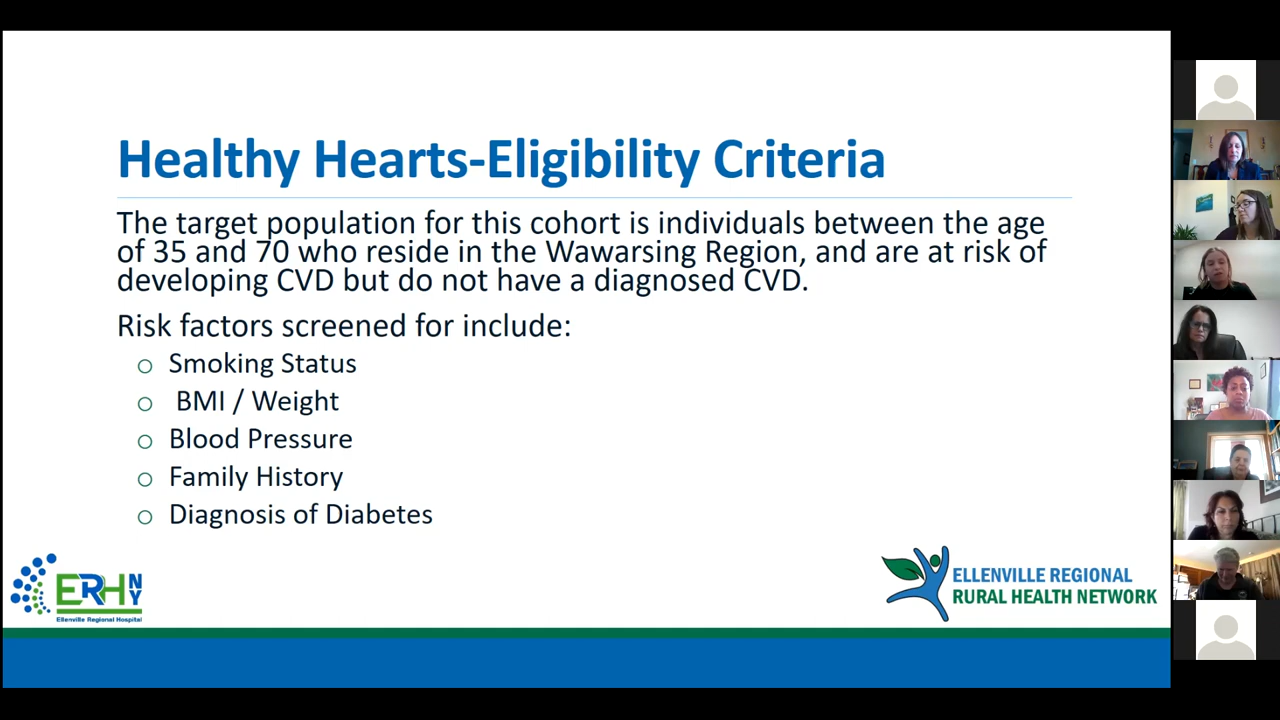 Healthy Hearts-Eligibility Criteria
The target population for this cohort is individuals between the age
of 35 and 70 who reside in the Wawarsing Region, and are at risk of
developing CVD but do not have a diagnosed CVD.
Risk factors screened for include:
Smoking Status
BMI / Weight
Blood Pressure
Family History
Diagnosis of Diabetes
ERHNY
Ellenville Regional Hospital
ELLENVILLE REGIONAL
RURAL HEALTH NETWORK